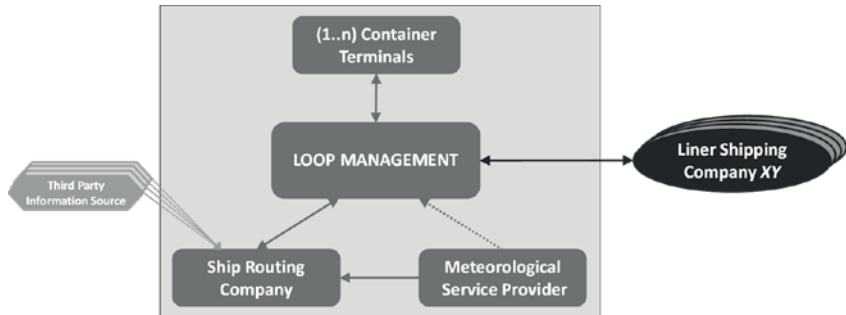 (1..n) Container
Terminals
LOOP MANAGEMENT
Liner Shipping
Company XY
Third Party
Information Source
Ship Routing
Company
Meteorological
Service Provider